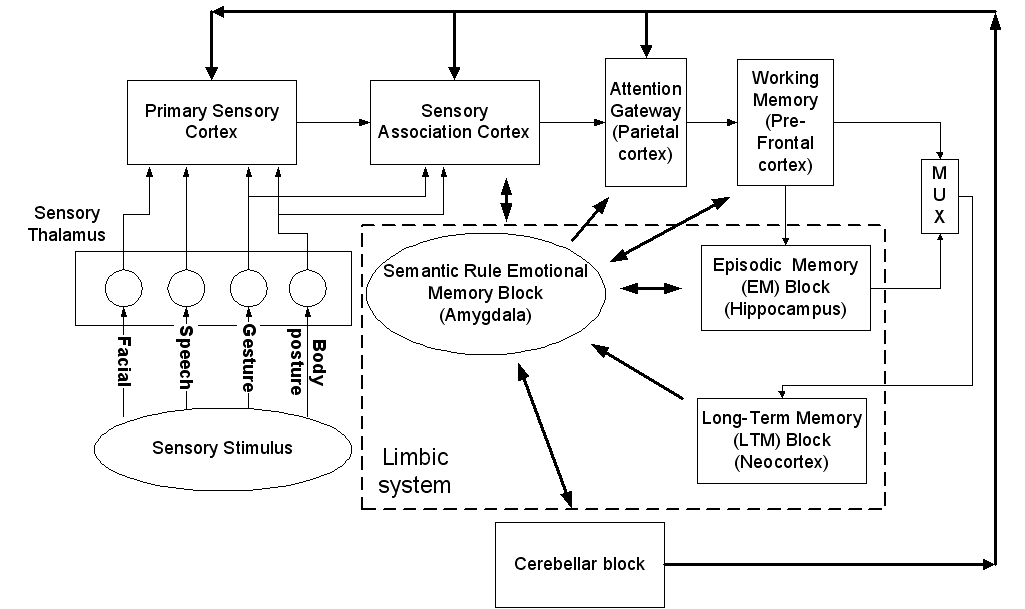 Primary Sensory
Cortex
Sensory
Association Cortex
Attention
Gateway
(Parietal
cortex)
Working
Memory
(Pre-
Frontal
cortex)
M
U
X
Sensory
Thalamus
Semantic Rule Emotional
Memory Block
(Amygdala)
Episodic Memory
(EM) Block
(Hippocampus)
Facial
Speech
Gesture
Body
posture
Long-Term Memory
(LTM) Block
(Neocortex)
Sensory Stimulus
Limbic
system
Cerebellar block